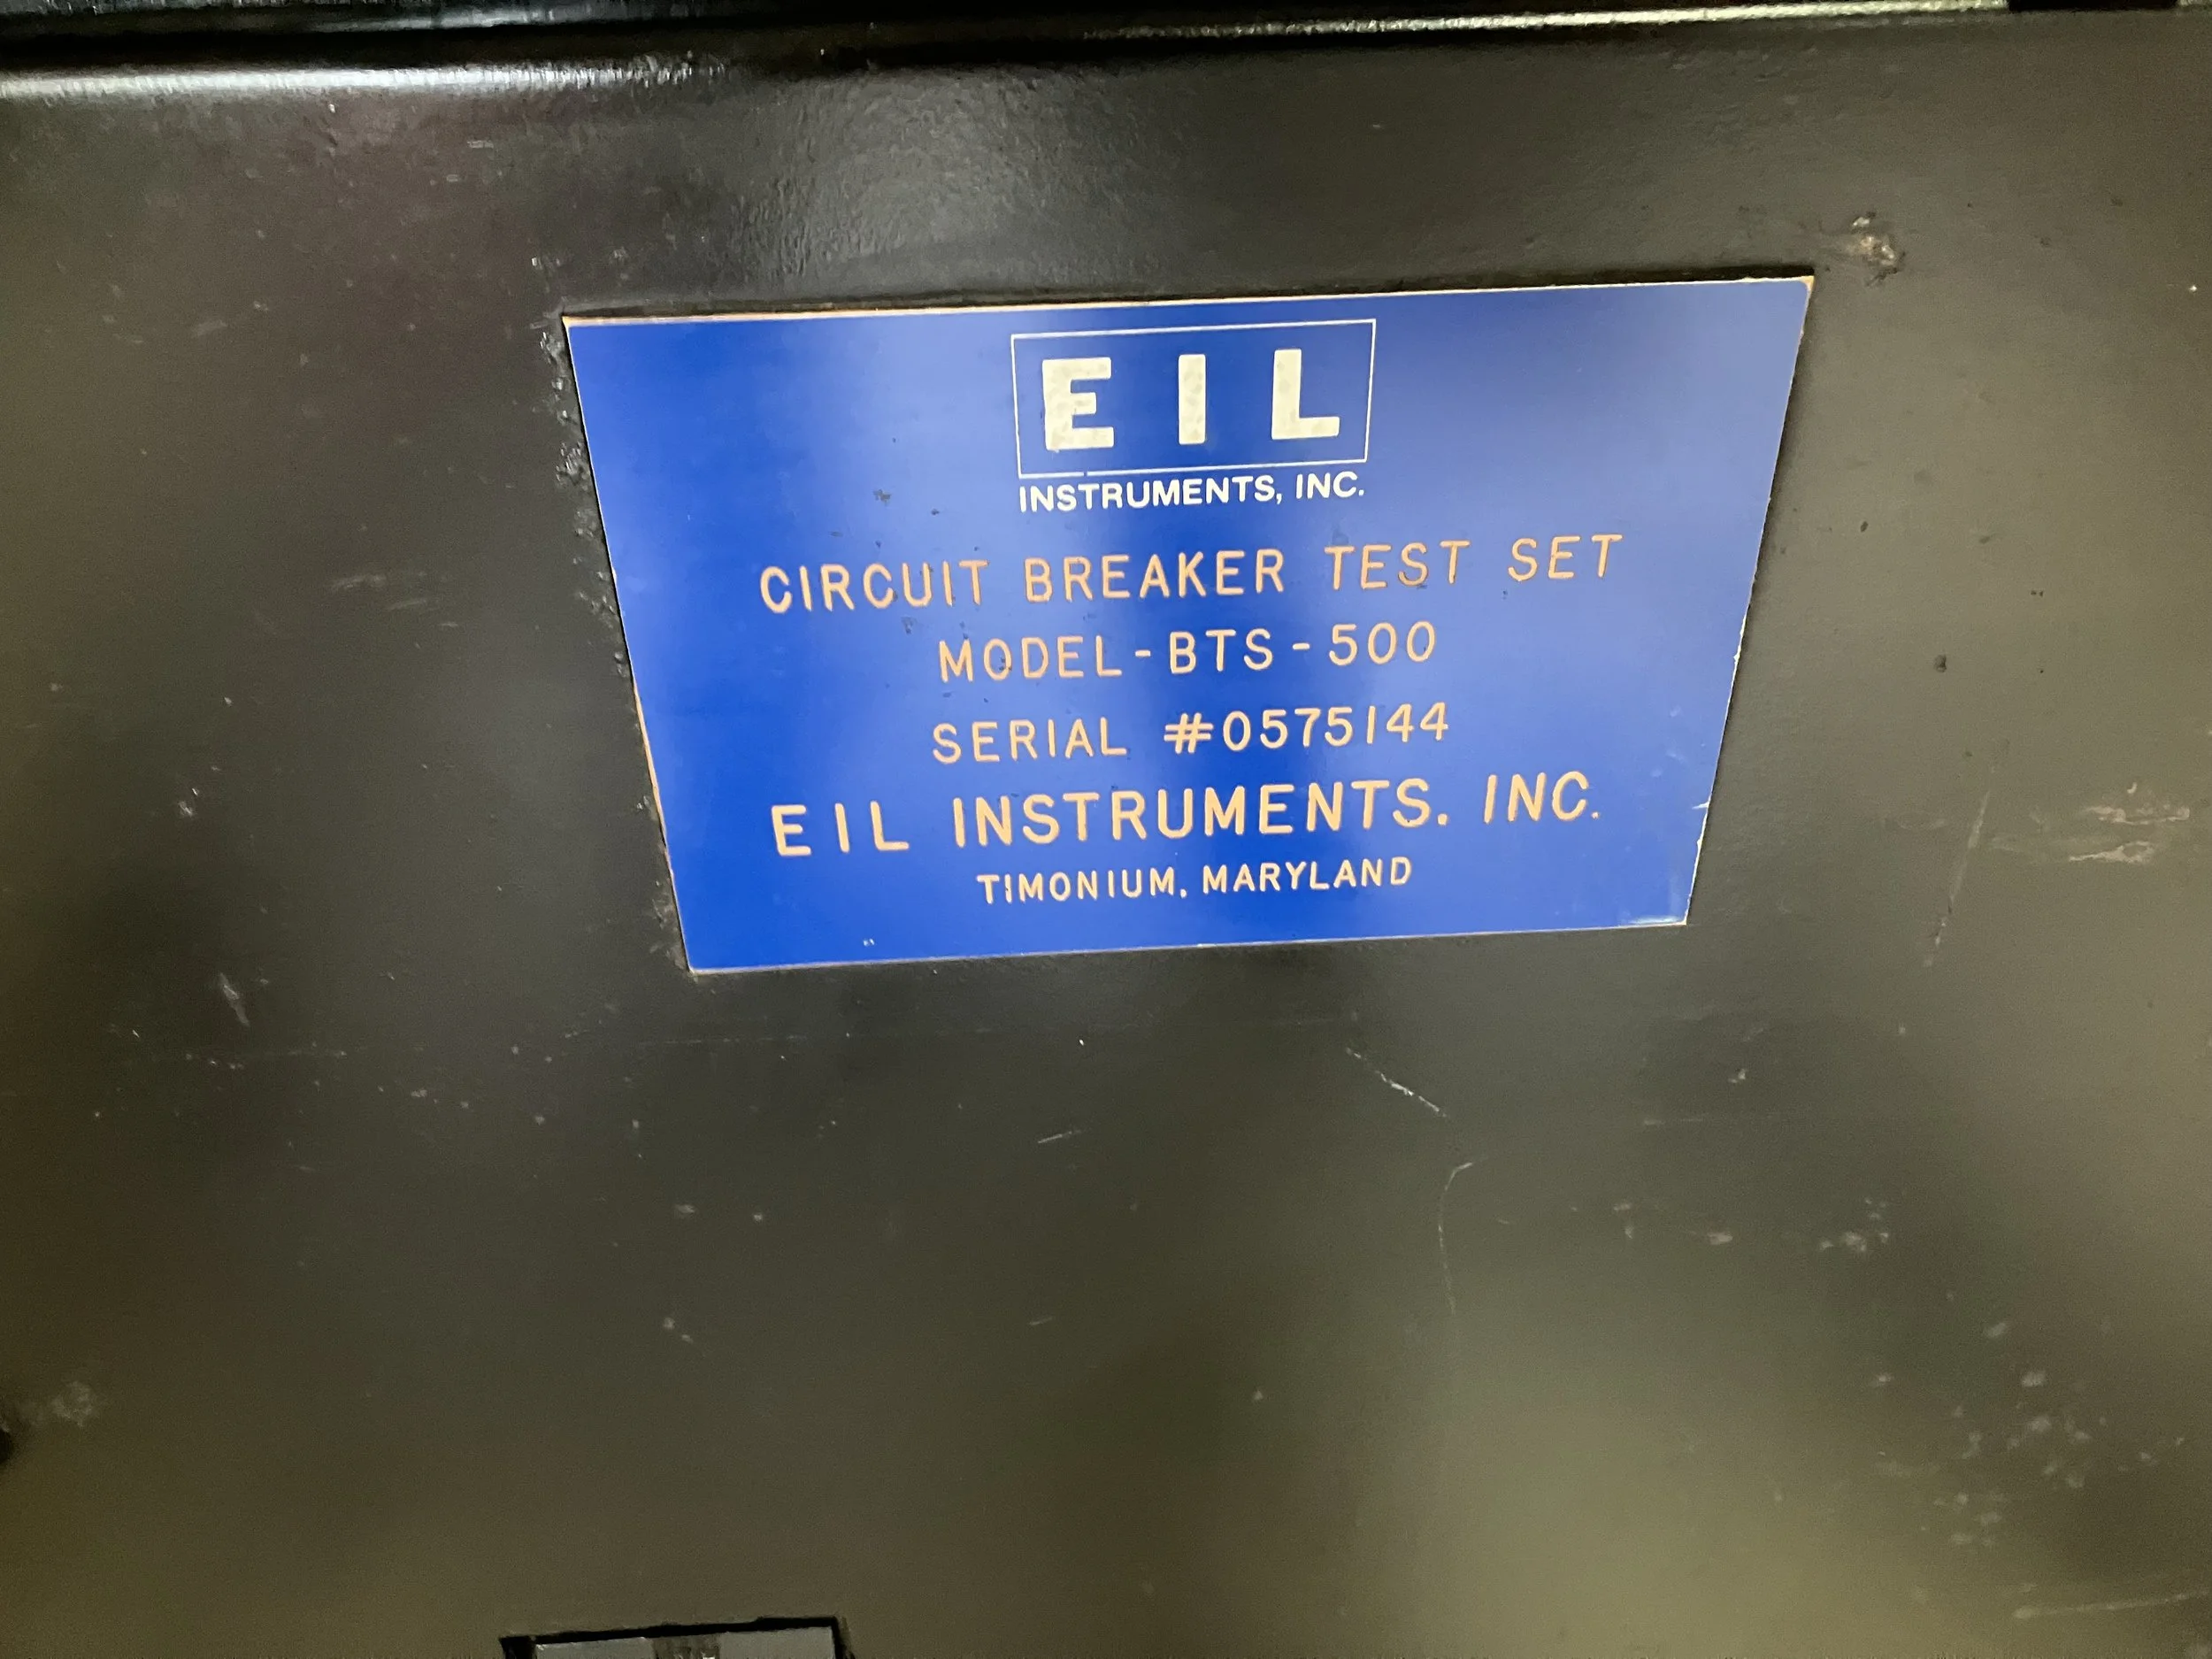 EIL
INSTRUMENTS, INC.
CIRCUIT BREAKER TEST SET
MODEL-BTS-500
SERIAL #0575144
EIL INSTRUMENTS. INC.
TIMONIUM, MARYLAND